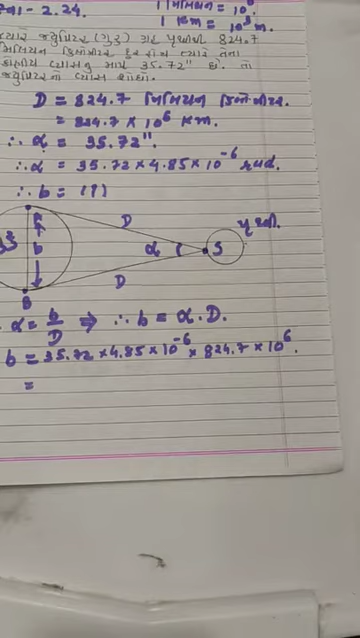 - 2.24.
1 મિલિયન = 10⁶
1 km = 10³ m.
જ્યારે જ્યુપિટર (ગુરુ) ગ્રહ પૃથ્વીથી 824.7
મિલિયન કિલોમીટર દૂર હોય ત્યારે તેના
કોણીય વ્યાસનું માપ 35.72" છે. તો
જ્યુપિટરનો વ્યાસ શોધો.
D = 824.7 મિલિયન કિલોમીટર.
= 824.7 × 10⁶ Km.
∴ α = 35.72".
∴ α = 35.72 × 4.85 × 10⁻⁶ rad.
∴ b = (?)
A
D
પૃથ્વી.
b
α
S
D
B
α = b/D ⇒ ∴ b = α · D.
b = 35.72 × 4.85 × 10⁻⁶ × 824.7 × 10⁶.
=